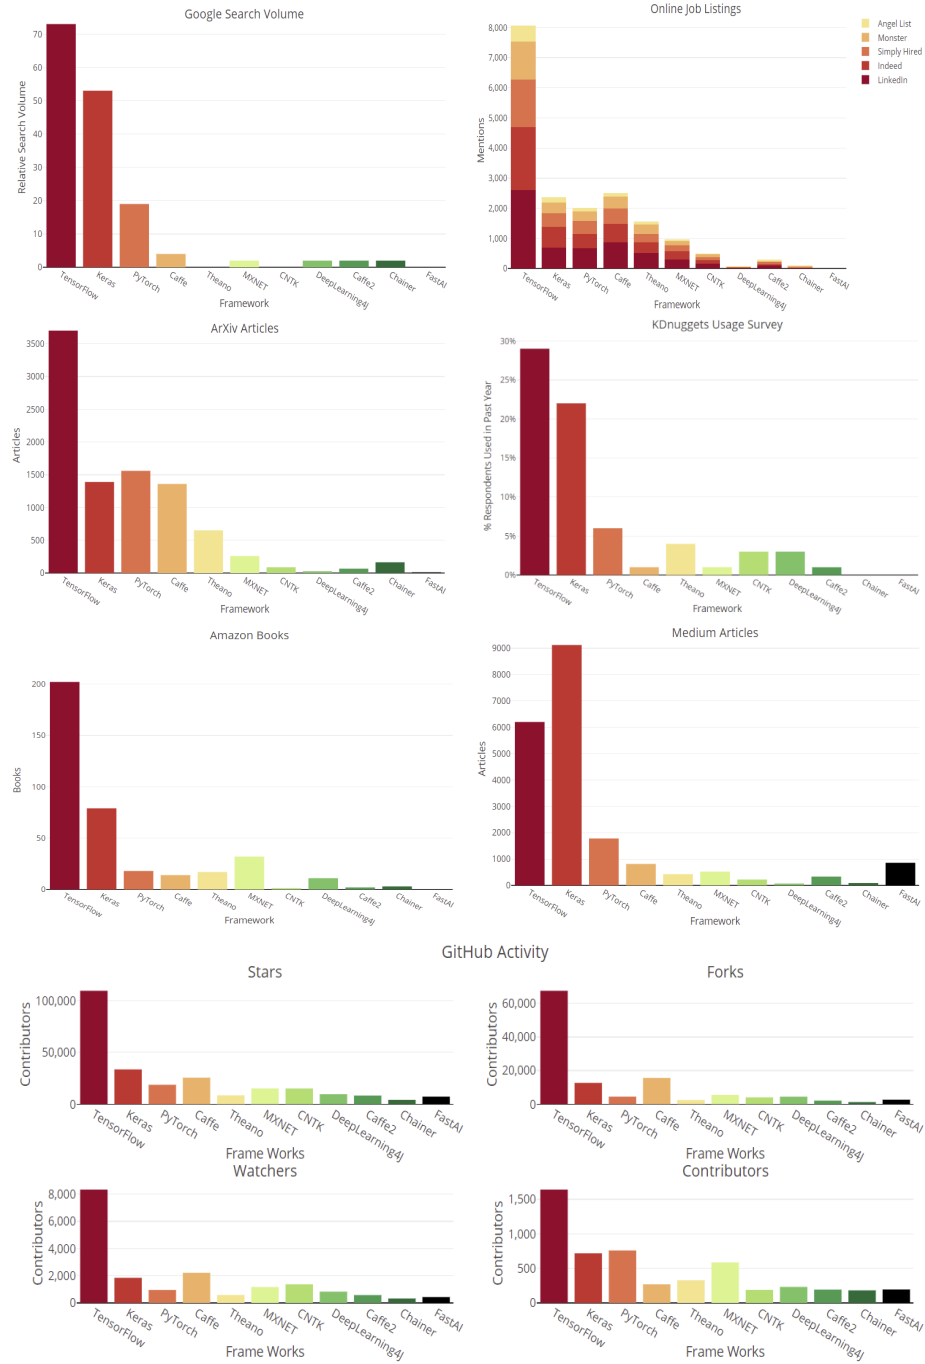 Google Search Volume
Relative Search Volume
70
60
50
40
30
20
10
0
TensorFlow
Keras
PyTorch
Caffe
Theano
MXNET
CNTK
DeepLearning4J
Caffe2
Chainer
FastAI
Framework
Online Job Listings
Mentions
8,000
7,000
6,000
5,000
4,000
3,000
2,000
1,000
0
TensorFlow
Keras
PyTorch
Caffe
Theano
MXNET
CNTK
DeepLearning4J
Caffe2
Chainer
FastAI
Framework
Angel List
Monster
Simply Hired
Indeed
LinkedIn
ArXiv Articles
Articles
3500
3000
2500
2000
1500
1000
500
0
TensorFlow
Keras
PyTorch
Caffe
Theano
MXNET
CNTK
DeepLearning4J
Caffe2
Chainer
FastAI
Framework
KDnuggets Usage Survey
% Respondents Used in Past Year
30%
25%
20%
15%
10%
5%
0%
TensorFlow
Keras
PyTorch
Caffe
Theano
MXNET
CNTK
DeepLearning4J
Caffe2
Chainer
FastAI
Framework
Amazon Books
Books
200
150
100
50
0
TensorFlow
Keras
PyTorch
Caffe
Theano
MXNET
CNTK
DeepLearning4J
Caffe2
Chainer
FastAI
Framework
Medium Articles
Articles
9000
8000
7000
6000
5000
4000
3000
2000
1000
0
TensorFlow
Keras
PyTorch
Caffe
Theano
MXNET
CNTK
DeepLearning4J
Caffe2
Chainer
FastAI
Framework
GitHub Activity
Stars
Contributors
100,000
50,000
0
TensorFlow
Keras
PyTorch
Caffe
Theano
MXNET
CNTK
DeepLearning4J
Caffe2
Chainer
FastAI
Frame Works
Forks
Contributors
60,000
40,000
20,000
0
TensorFlow
Keras
PyTorch
Caffe
Theano
MXNET
CNTK
DeepLearning4J
Caffe2
Chainer
FastAI
Frame Works
Watchers
Contributors
8,000
6,000
4,000
2,000
0
TensorFlow
Keras
PyTorch
Caffe
Theano
MXNET
CNTK
DeepLearning4J
Caffe2
Chainer
FastAI
Frame Works
Contributors
Contributors
1,500
1,000
500
0
TensorFlow
Keras
PyTorch
Caffe
Theano
MXNET
CNTK
DeepLearning4J
Caffe2
Chainer
FastAI
Frame Works